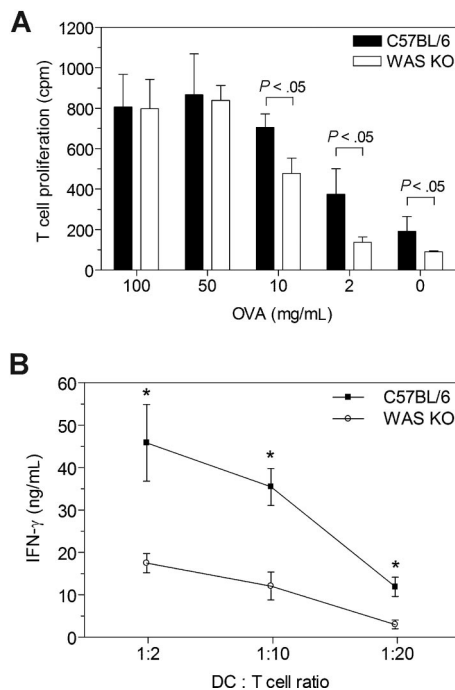 A
C57BL/6
WAS KO
T cell proliferation (cpm)
1200
1000
800
600
400
200
0
P < .05
P < .05
P < .05
100 50 10 2 0
OVA (mg/mL)
B
C57BL/6
WAS KO
IFN-γ (ng/mL)
60
50
40
30
20
10
0
* * *
1:2 1:10 1:20
DC : T cell ratio